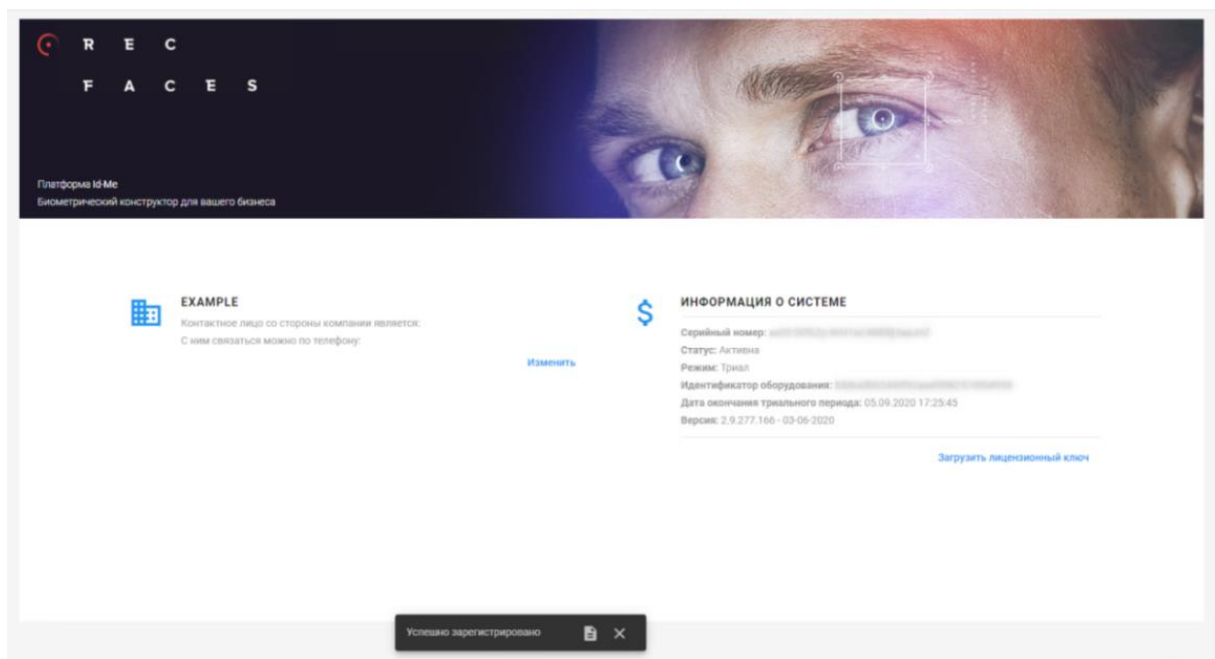 REC
FACES
Платформа Id-Me
Биометрический конструктор для вашего бизнеса
EXAMPLE
Контактное лицо со стороны компании является:
С ним связаться можно по телефону:
Изменить
ИНФОРМАЦИЯ О СИСТЕМЕ
Серийный номер:
Статус: Активна
Режим: Триал
Идентификатор оборудования:
Дата окончания триального периода: 05.09.2020 17:25:45
Версия: 2.9.277.166 - 03-06-2020
Загрузить лицензионный ключ
Успешно зарегистрировано